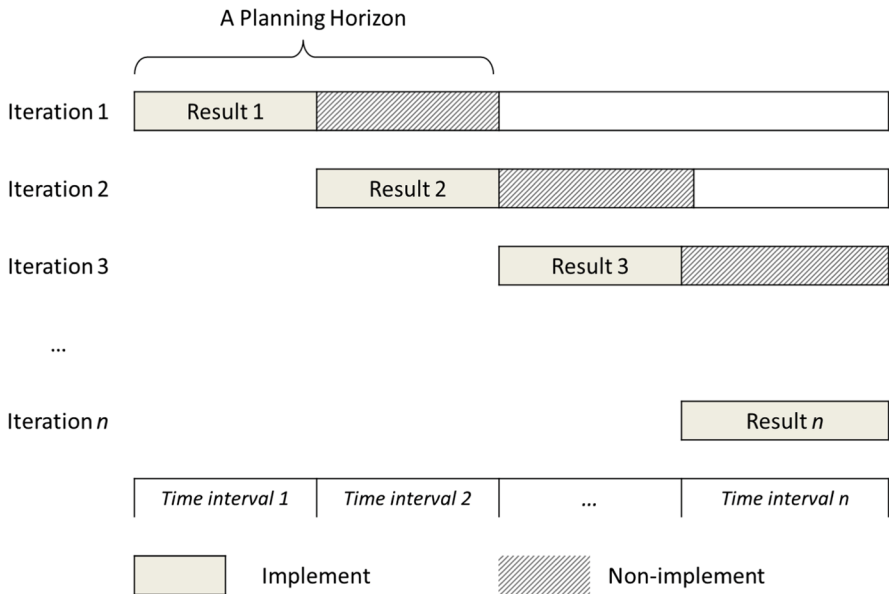 A Planning Horizon
Iteration 1
Result 1
Iteration 2
Result 2
Iteration 3
Result 3
...
Iteration n
Result n
Time interval 1
Time interval 2
...
Time interval n
Implement
Non-implement